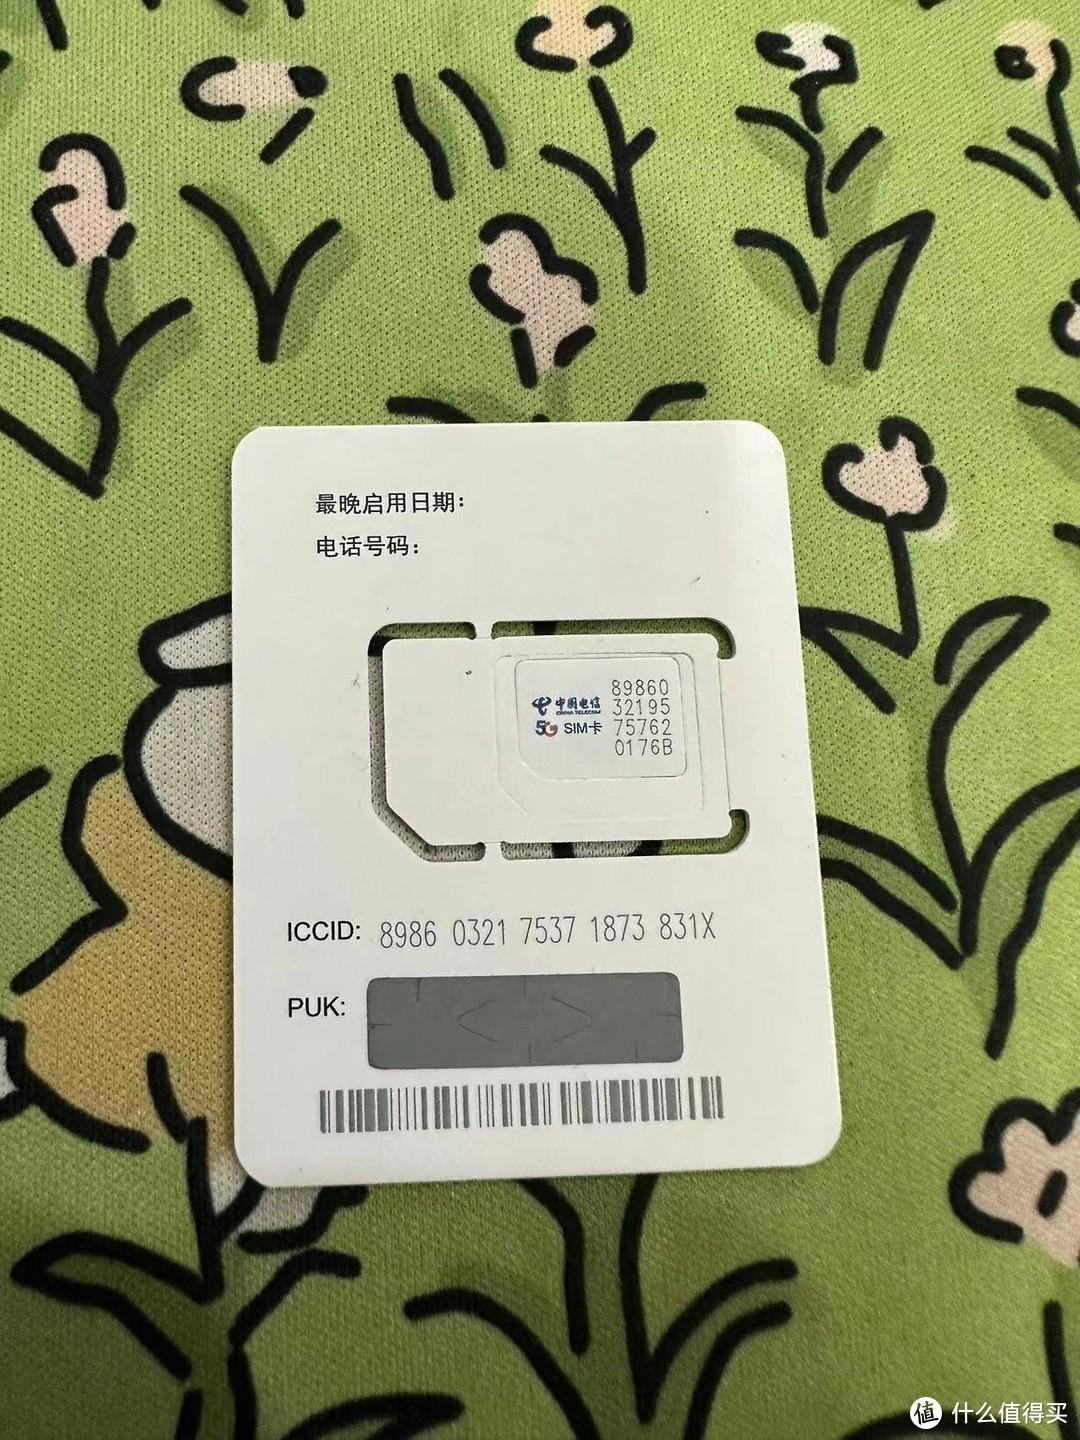 最晚启用日期：
电话号码：
中国电信
CHINA TELECOM
5G SIM卡
89860
32195
75762
0176B
ICCID: 8986 0321 7537 1873 831X
PUK:
值 什么值得买